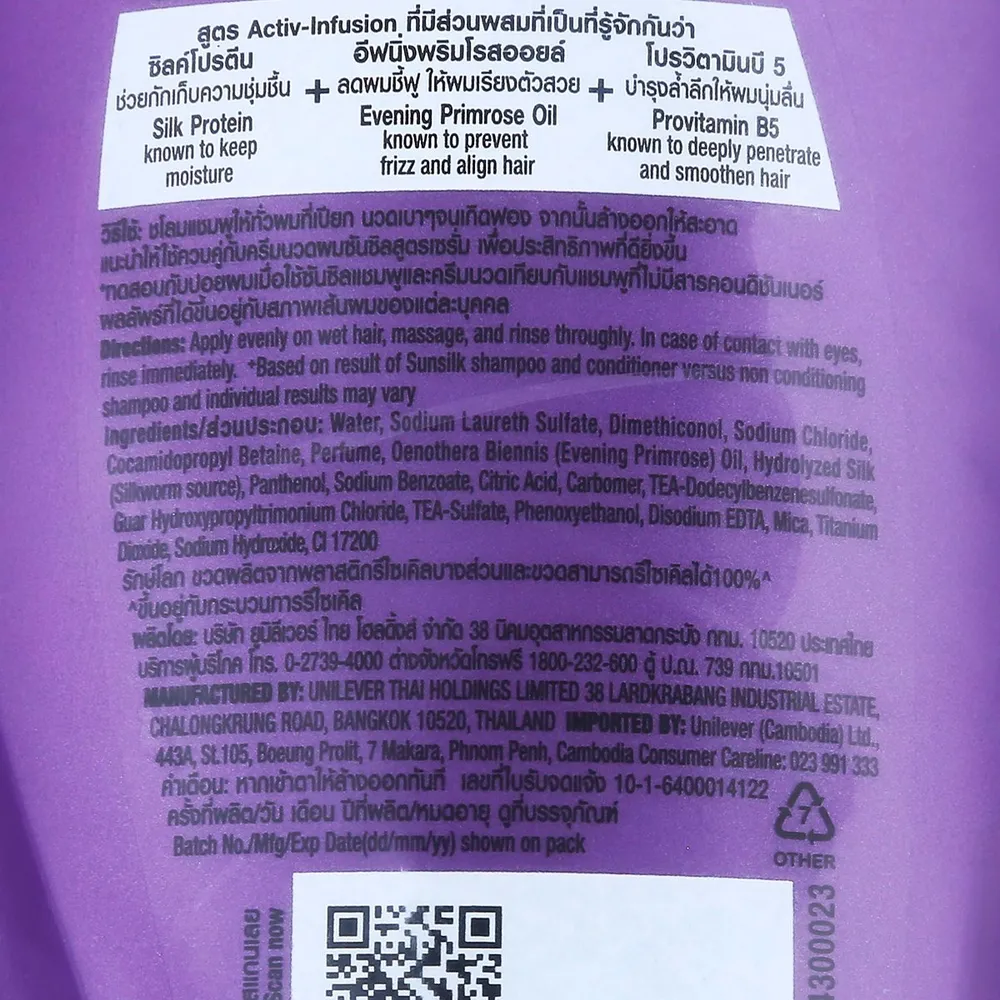 สูตร Activ-Infusion ที่มีส่วนผสมที่เป็นที่รู้จักกันว่า
ซิลค์โปรตีน
ช่วยกักเก็บความชุ่มชื้น
Silk Protein
known to keep
moisture
+
อีฟนิ่งพริมโรสออยล์
ลดผมชี้ฟู ให้ผมเรียงตัวสวย
Evening Primrose Oil
known to prevent
frizz and align hair
+
โปรวิตามินบี 5
บำรุงล้ำลึกให้ผมนุ่มลื่น
Provitamin B5
known to deeply penetrate
and smoothen hair
วิธีใช้: ชโลมแชมพูให้ทั่วผมที่เปียก นวดเบาๆจนเกิดฟอง จากนั้นล้างออกให้สะอาด
แนะนำให้ใช้ควบคู่กับครีมนวดผมซันซิลสูตรเซรั่ม เพื่อประสิทธิภาพที่ดียิ่งขึ้น
*ทดสอบกับปอยผมเมื่อใช้ซันซิลแชมพูและครีมนวดเทียบกับแชมพูที่ไม่มีสารคอนดิชันเนอร์
ผลลัพธ์ที่ได้ขึ้นอยู่กับสภาพเส้นผมของแต่ละบุคคล
Directions: Apply evenly on wet hair, massage, and rinse throughly. In case of contact with eyes,
rinse immediately. *Based on result of Sunsilk shampoo and conditioner versus non conditioning
shampoo and individual results may vary
Ingredients/ส่วนประกอบ: Water, Sodium Laureth Sulfate, Dimethiconol, Sodium Chloride,
Cocamidopropyl Betaine, Perfume, Oenothera Biennis (Evening Primrose) Oil, Hydrolyzed Silk
(Silkworm source), Panthenol, Sodium Benzoate, Citric Acid, Carbomer, TEA-Dodecylbenzenesulfonate,
Guar Hydroxypropyltrimonium Chloride, TEA-Sulfate, Phenoxyethanol, Disodium EDTA, Mica, Titanium
Dioxide, Sodium Hydroxide, CI 17200
รักษ์โลก ขวดผลิตจากพลาสติกรีไซเคิลบางส่วนและขวดสามารถรีไซเคิลได้100%^
^ขึ้นอยู่กับกระบวนการรีไซเคิล
ผลิตโดย: บริษัท ยูนิลีเวอร์ ไทย โฮลดิ้งส์ จำกัด 38 นิคมอุตสาหกรรมลาดกระบัง กทม. 10520 ประเทศไทย
บริการผู้บริโภค โทร. 0-2739-4000 ต่างจังหวัดโทรฟรี 1800-232-600 ตู้ ป.ณ. 739 กทม.10501
MANUFACTURED BY: UNILEVER THAI HOLDINGS LIMITED 38 LARDKRABANG INDUSTRIAL ESTATE,
CHALONGKRUNG ROAD, BANGKOK 10520, THAILAND IMPORTED BY: Unilever (Cambodia) Ltd.,
443A, St.105, Boeung Prolit, 7 Makara, Phnom Penh, Cambodia Consumer Careline: 023 991 333
คำเตือน: หากเข้าตาให้ล้างออกทันที เลขที่ใบรับจดแจ้ง 10-1-6400014122
ครั้งที่ผลิต/วัน เดือน ปีที่ผลิต/หมดอายุ ดูที่บรรจุภัณฑ์
Batch No./Mfg/Exp Date(dd/mm/yy) shown on pack
7
OTHER
สแกนเลย
Scan now
4300023